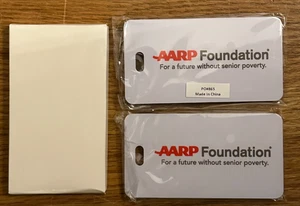 AARP Foundation
For a future without senior poverty.
Made in China
AARP Foundation
For a future without senior poverty.